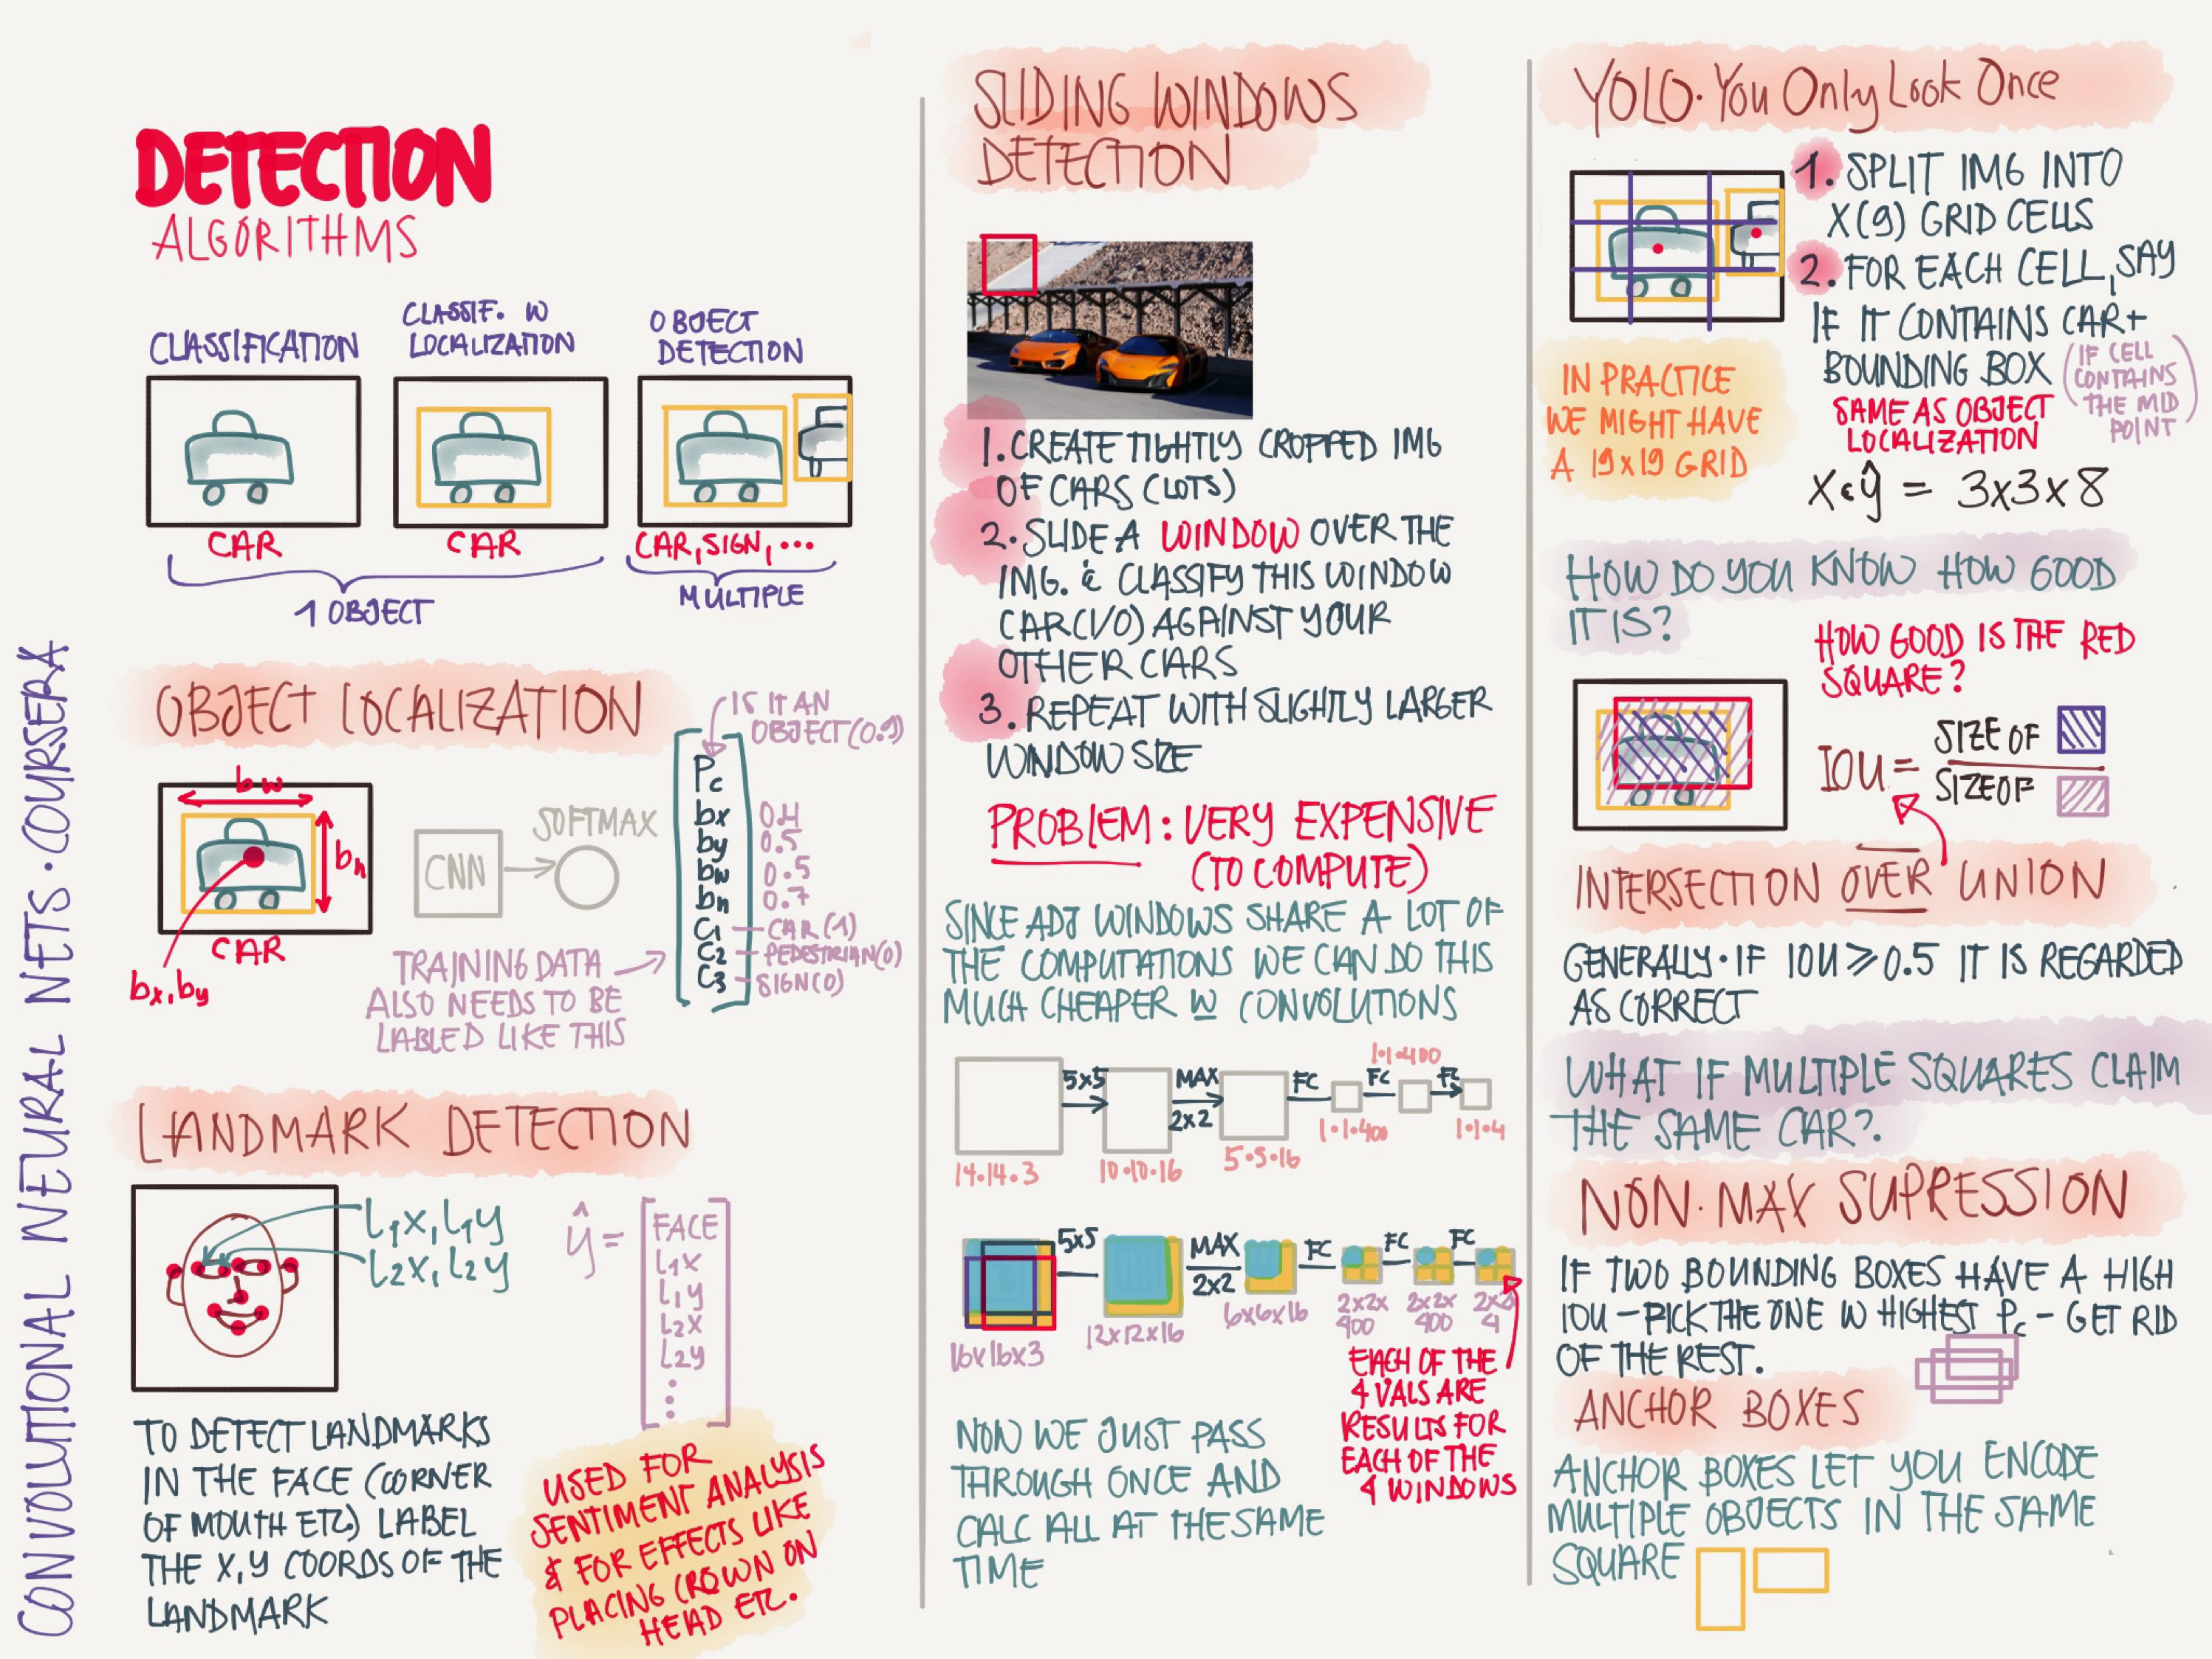 CONVOLUTIONAL NEURAL NETS · COURSERA
DETECTION
ALGORITHMS
CLASSIFICATION
CLASSIF. W
LOCALIZATION
OBJECT
DETECTION
CAR
CAR
CAR, SIGN, ...
1 OBJECT
MULTIPLE
OBJECT LOCALIZATION
bw
bh
CAR
bx, by
CNN
SOFTMAX
IS IT AN
OBJECT (0.9)
Pc
bx 0.4
by 0.5
bw 0.5
bh 0.7
C1 - CAR (1)
C2 - PEDESTRIAN (0)
C3 - SIGN (0)
TRAINING DATA
ALSO NEEDS TO BE
LABLED LIKE THIS
LANDMARK DETECTION
L1X, L1Y
L2X, L2Y
ŷ =
FACE
L1X
L1Y
L2X
L2Y
⋮
TO DETECT LANDMARKS
IN THE FACE (CORNER
OF MOUTH ETC) LABEL
THE X,Y COORDS OF THE
LANDMARK
USED FOR
SENTIMENT ANALYSIS
& FOR EFFECTS LIKE
PLACING CROWN ON
HEAD ETC.
SLIDING WINDOWS
DETECTION
1. CREATE TIGHTLY CROPPED IMG
OF CARS (LOTS)
2. SLIDE A WINDOW OVER THE
IMG. & CLASSIFY THIS WINDOW
CAR (1/0) AGAINST YOUR
OTHER CARS
3. REPEAT WITH SLIGHTLY LARGER
WINDOW SIZE
PROBLEM: VERY EXPENSIVE
(TO COMPUTE)
SINCE ADJ WINDOWS SHARE A LOT OF
THE COMPUTATIONS WE CAN DO THIS
MUCH CHEAPER W CONVOLUTIONS
5x5
MAX
2x2
FC
FC
FC
14·14·3
10·10·16
5·5·16
1·1·400
1·1·400
1·1·4
5x5
MAX
2x2
FC
FC
FC
16x16x3
12x12x16
6x6x16
2x2x
400
2x2x
400
2x2
4
EACH OF THE
4 VALS ARE
RESULTS FOR
EACH OF THE
4 WINDOWS
NOW WE JUST PASS
THROUGH ONCE AND
CALC ALL AT THE SAME
TIME
YOLO · You Only Look Once
1. SPLIT IMG INTO
X(9) GRID CELLS
2. FOR EACH CELL, SAY
IF IT CONTAINS CAR +
BOUNDING BOX
(IF CELL
CONTAINS
THE MID
POINT)
SAME AS OBJECT
LOCALIZATION
IN PRACTICE
WE MIGHT HAVE
A 19x19 GRID
X & ŷ = 3x3x8
HOW DO YOU KNOW HOW GOOD
IT IS?
HOW GOOD IS THE RED
SQUARE?
IOU =
SIZE OF
SIZE OF
INTERSECTION OVER UNION
GENERALLY · IF IOU ⩾ 0.5 IT IS REGARDED
AS CORRECT
WHAT IF MULTIPLE SQUARES CLAIM
THE SAME CAR?
NON·MAX SUPRESSION
IF TWO BOUNDING BOXES HAVE A HIGH
IOU - PICK THE ONE W HIGHEST Pc - GET RID
OF THE REST.
ANCHOR BOXES
ANCHOR BOXES LET YOU ENCODE
MULTIPLE OBJECTS IN THE SAME
SQUARE